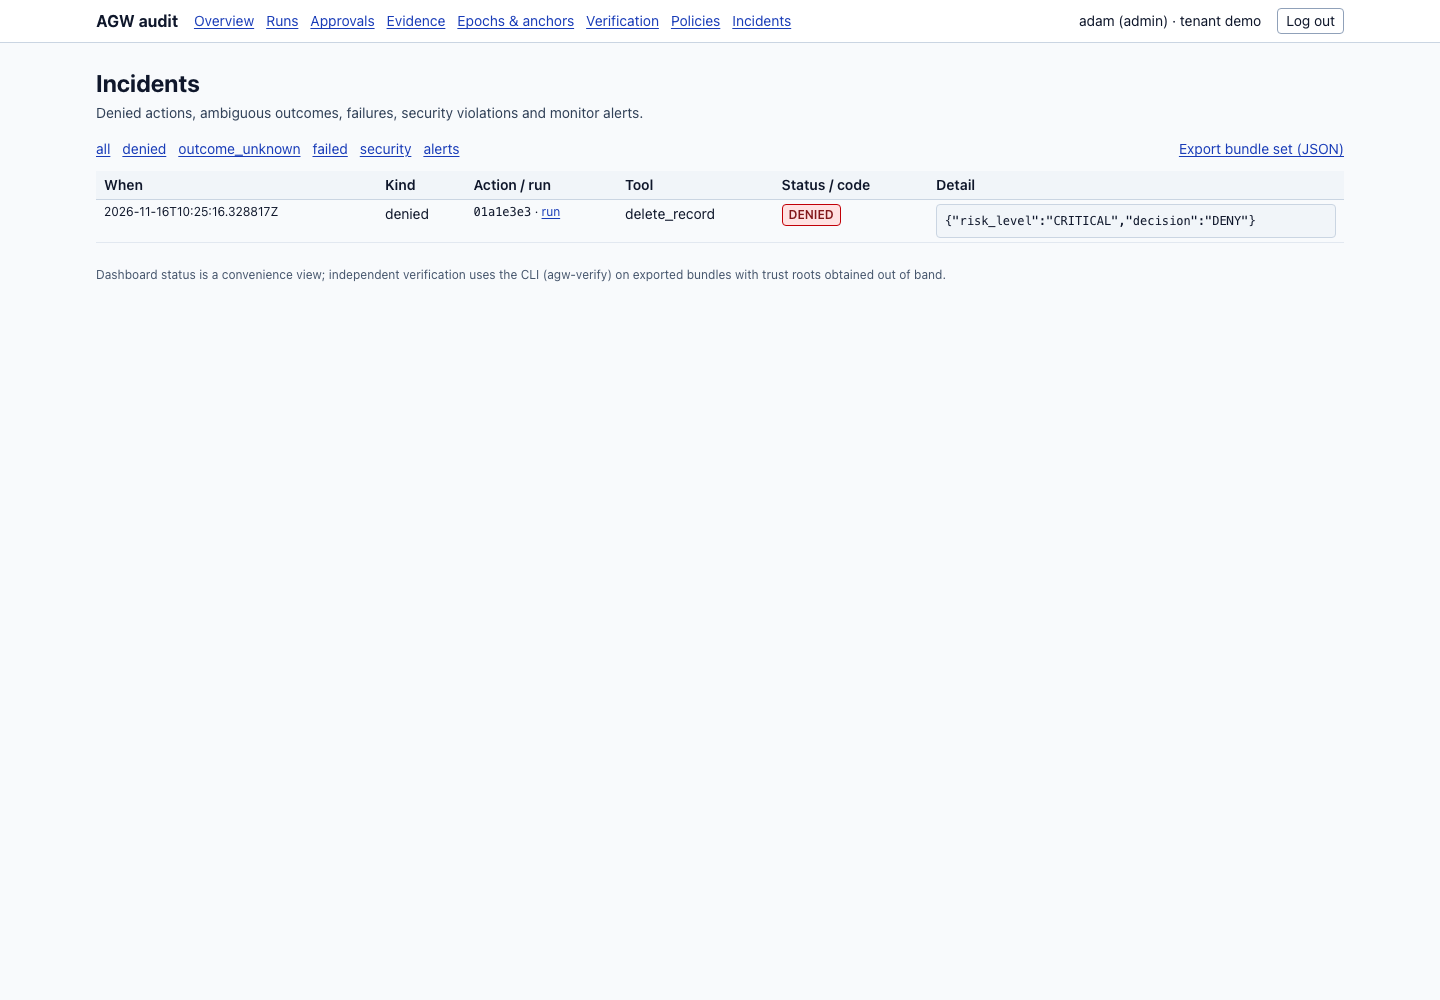 AGW audit Overview Runs Approvals Evidence Epochs & anchors Verification Policies Incidents adam (admin) · tenant demo Log out
Incidents
Denied actions, ambiguous outcomes, failures, security violations and monitor alerts.
all denied outcome_unknown failed security alerts Export bundle set (JSON)
When Kind Action / run Tool Status / code Detail
2026-11-16T10:25:16.328817Z denied 01a1e3e3 · run delete_record DENIED {"risk_level":"CRITICAL","decision":"DENY"}
Dashboard status is a convenience view; independent verification uses the CLI (agw-verify) on exported bundles with trust roots obtained out of band.